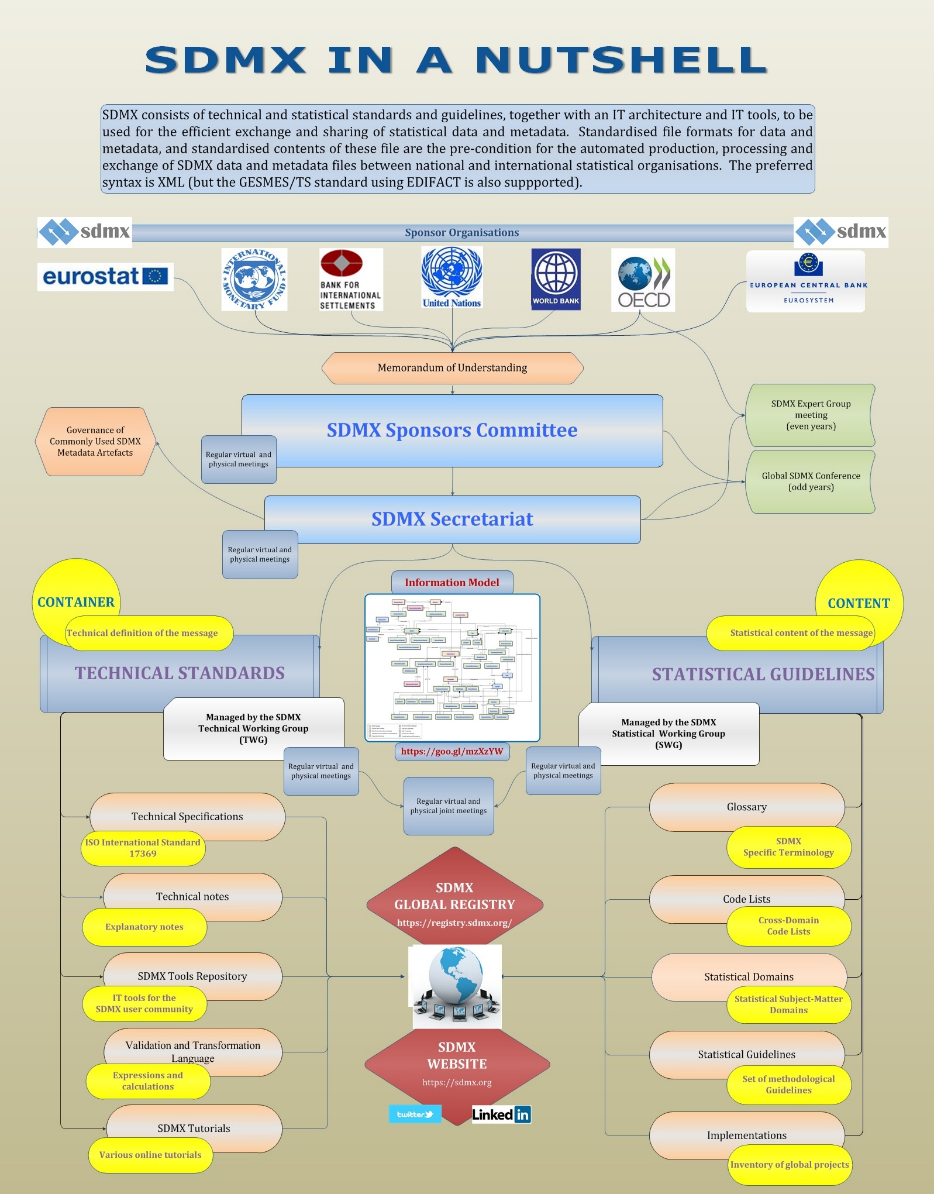 SDMX IN A NUTSHELL
SDMX consists of technical and statistical standards and guidelines, together with an IT architecture and IT tools, to be
used for the efficient exchange and sharing of statistical data and metadata. Standardised file formats for data and
metadata, and standardised contents of these file are the pre-condition for the automated production, processing and
exchange of SDMX data and metadata files between national and international statistical organisations. The preferred
syntax is XML (but the GESMES/TS standard using EDIFACT is also suppported).
sdmx
Sponsor Organisations
sdmx
eurostat
INTERNATIONAL MONETARY FUND
BANK FOR
INTERNATIONAL
SETTLEMENTS
United Nations
WORLD BANK
OECD
EUROPEAN CENTRAL BANK
EUROSYSTEM
Memorandum of Understanding
SDMX Expert Group
meeting
(even years)
Governance of
Commonly Used SDMX
Metadata Artefacts
SDMX Sponsors Committee
Regular virtual and
physical meetings
Global SDMX Conference
(odd years)
SDMX Secretariat
Regular virtual and
physical meetings
Information Model
CONTAINER
Technical definition of the message
CONTENT
Statistical content of the message
TECHNICAL STANDARDS
STATISTICAL GUIDELINES
Managed by the SDMX
Technical Working Group
(TWG)
Managed by the SDMX
Statistical Working Group
(SWG)
https://goo.gl/mzXzYW
Regular virtual and
physical meetings
Regular virtual and
physical meetings
Regular virtual and
physical joint meetings
Technical Specifications
ISO International Standard
17369
Technical notes
Explanatory notes
SDMX Tools Repository
IT tools for the
SDMX user community
Validation and Transformation
Language
Expressions and
calculations
SDMX Tutorials
Various online tutorials
SDMX
GLOBAL REGISTRY
https://registry.sdmx.org/
SDMX
WEBSITE
https://sdmx.org
twitter
Linked in
Glossary
SDMX
Specific Terminology
Code Lists
Cross-Domain
Code Lists
Statistical Domains
Statistical Subject-Matter
Domains
Statistical Guidelines
Set of methodological
Guidelines
Implementations
Inventory of global projects